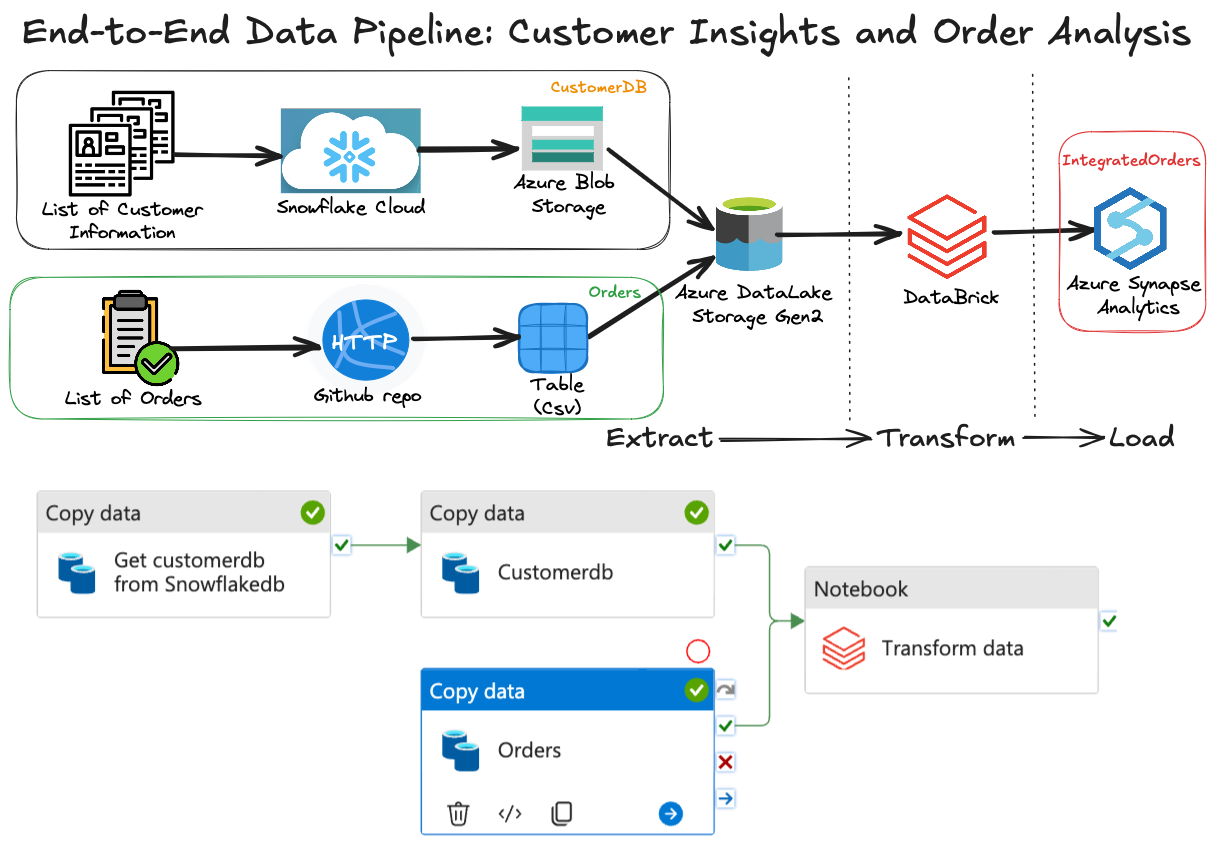 End-to-End Data Pipeline: Customer Insights and Order Analysis
CustomerDB
List of Customer
Information
Snowflake Cloud
Azure Blob
Storage
Orders
List of Orders
HTTP
Github repo
Table
(Csv)
Azure DataLake
Storage Gen2
DataBrick
IntegratedOrders
Azure Synapse
Analytics
Extract
Transform
Load
Copy data
Get customerdb
from Snowflakedb
Copy data
Customerdb
Copy data
Orders
Notebook
Transform data